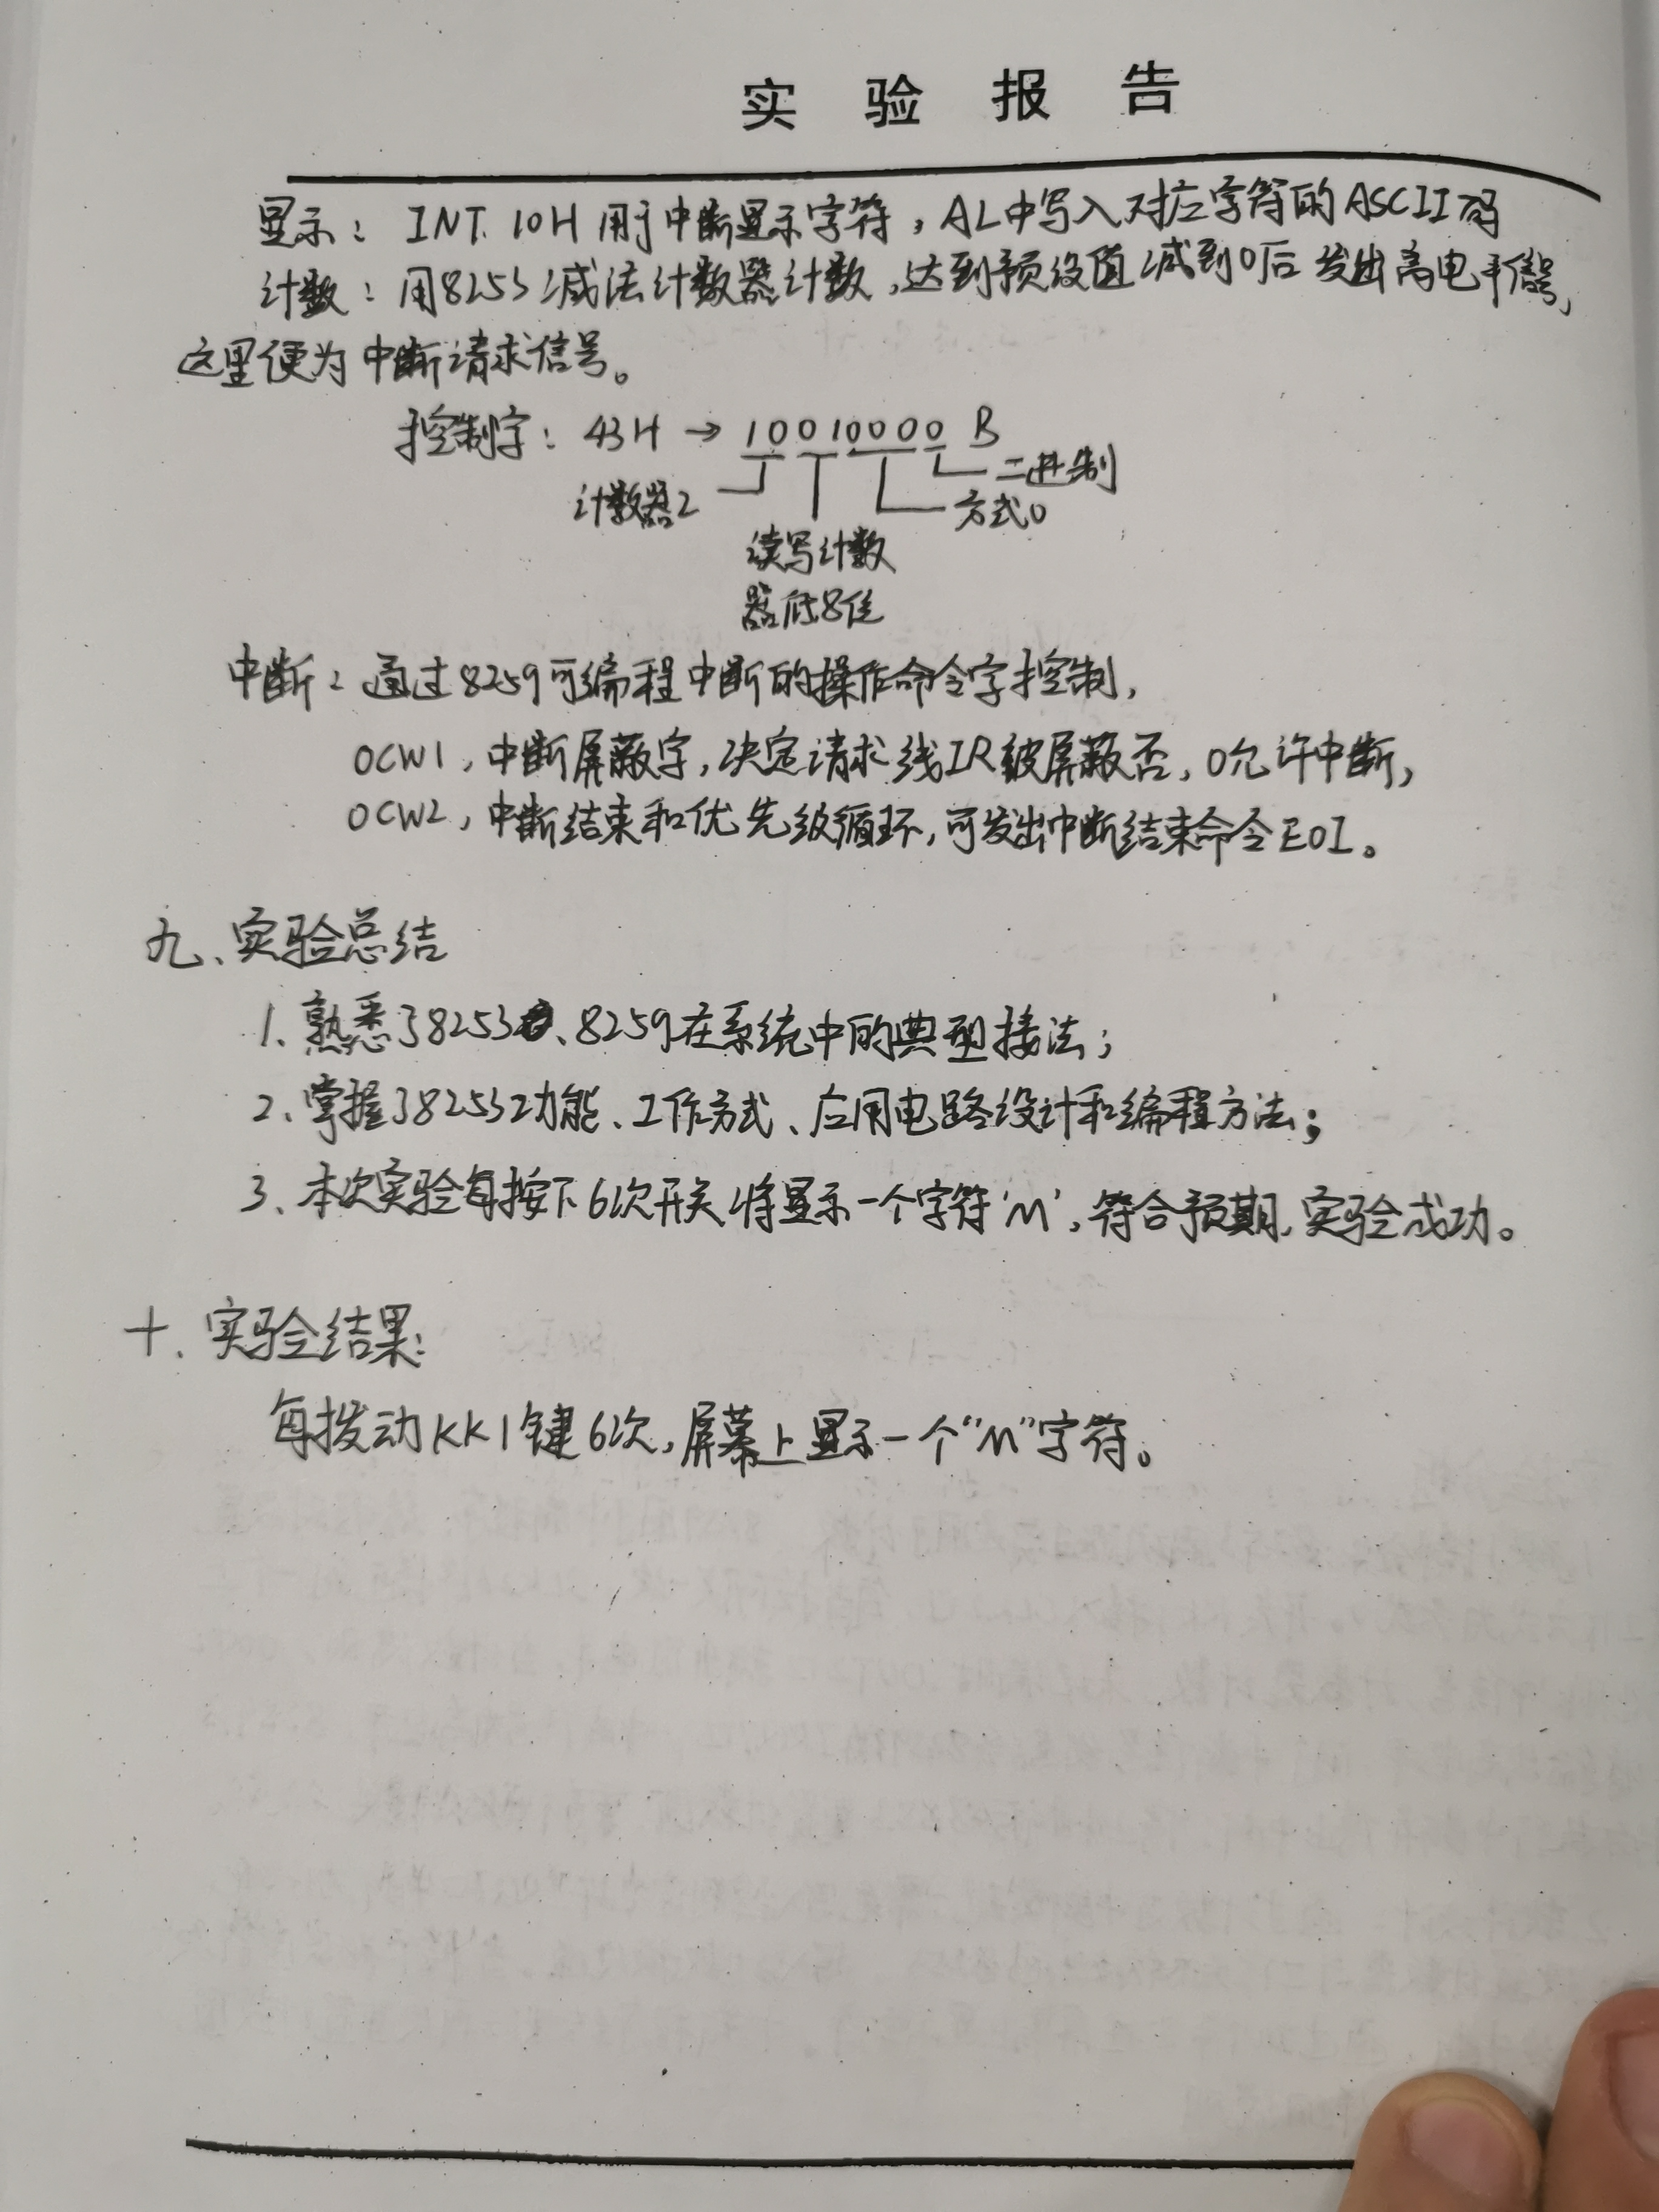 实验报告
显示：INT 10H 用于中断显示字符，AL中写入对应字符的ASCII码
计数：用8253减法计数器计数，达到预设值减到0后发出高电平信号，
这里便为中断请求信号。
控制字：43H → 10010000 B
二进制
计数器2
方式0
读写计数
器低8位
中断：通过8259可编程中断的操作命令字控制，
OCW1，中断屏蔽字，决定请求线IR被屏蔽否，0允许中断，
OCW2，中断结束和优先级循环，可发出中断结束命令EOI。
九、实验总结
1、熟悉了8253、8259在系统中的典型接法；
2、掌握了8253功能、工作方式、应用电路设计和编程方法；
3、本次实验每按下6次开关，将显示一个字符‘M’，符合预期，实验成功。
十、实验结果：
每拨动KK1键6次，屏幕上显示一个“M”字符。